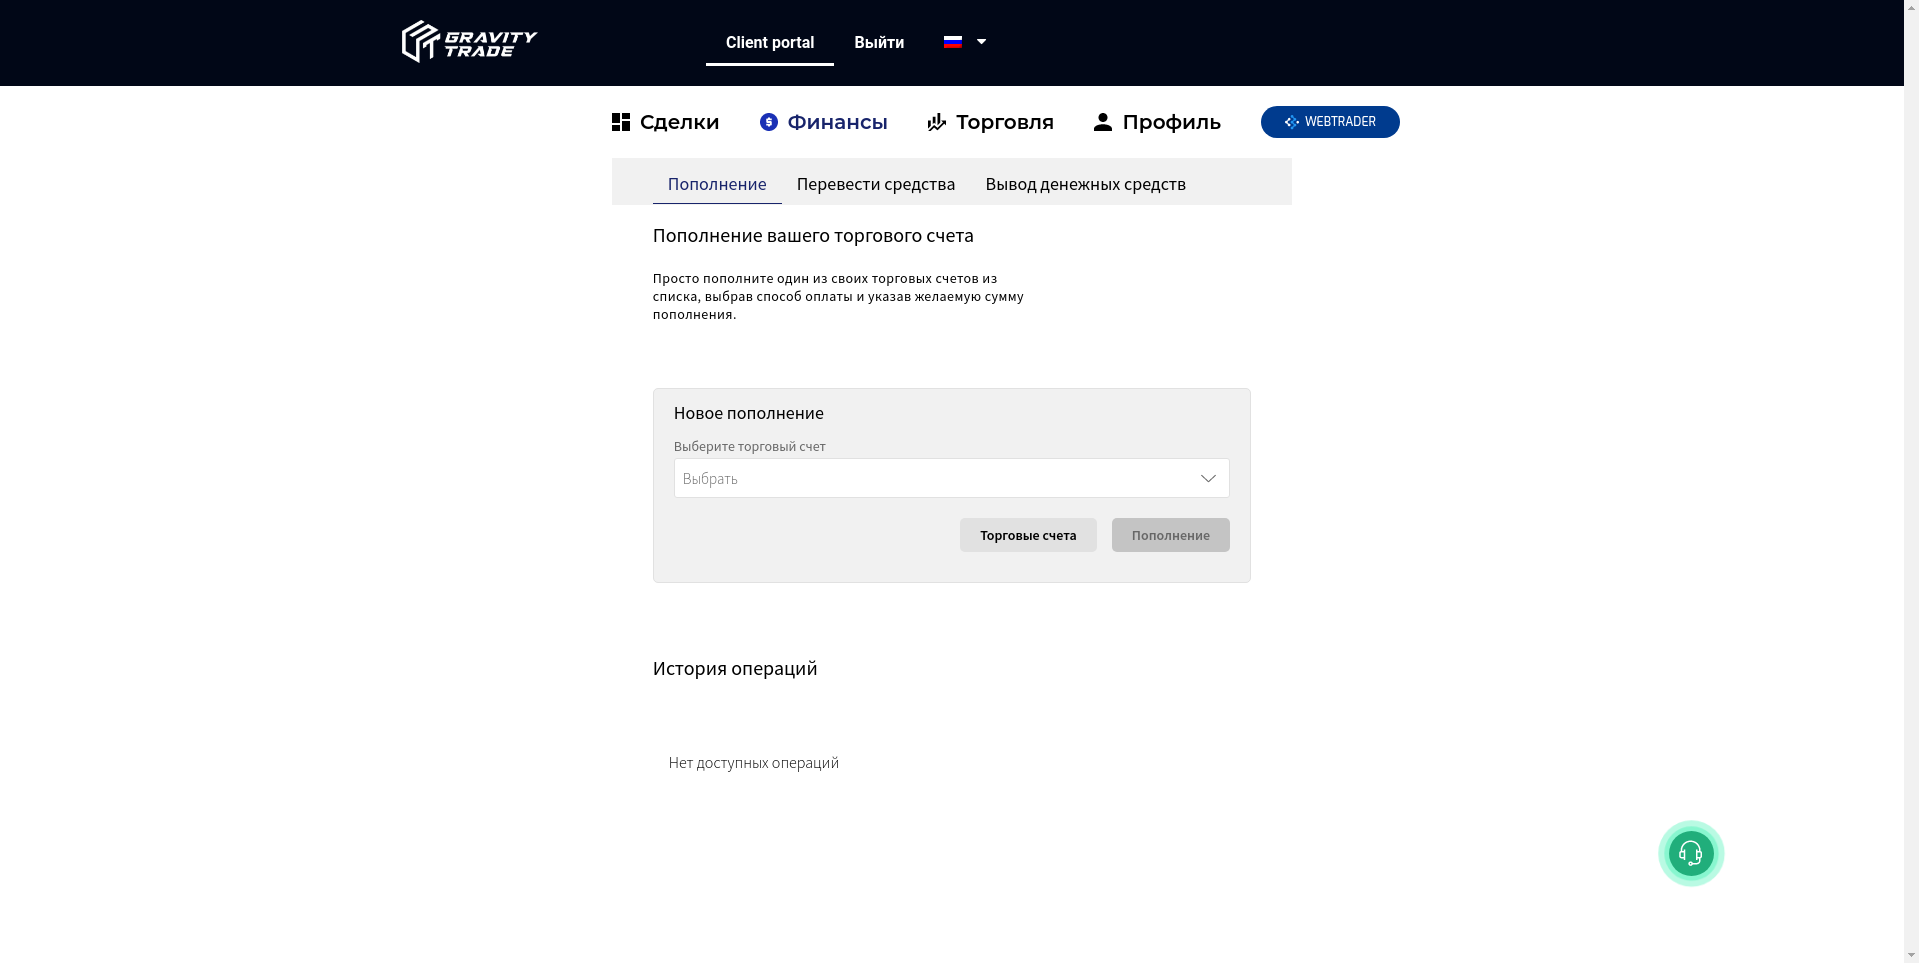 GRAVITY
TRADE
Client portal
Выйти
Сделки
Финансы
Торговля
Профиль
WEBTRADER
Пополнение
Перевести средства
Вывод денежных средств
Пополнение вашего торгового счета
Просто пополните один из своих торговых счетов из
списка, выбрав способ оплаты и указав желаемую сумму
пополнения.
Новое пополнение
Выберите торговый счет
Выбрать
Торговые счета
Пополнение
История операций
Нет доступных операций